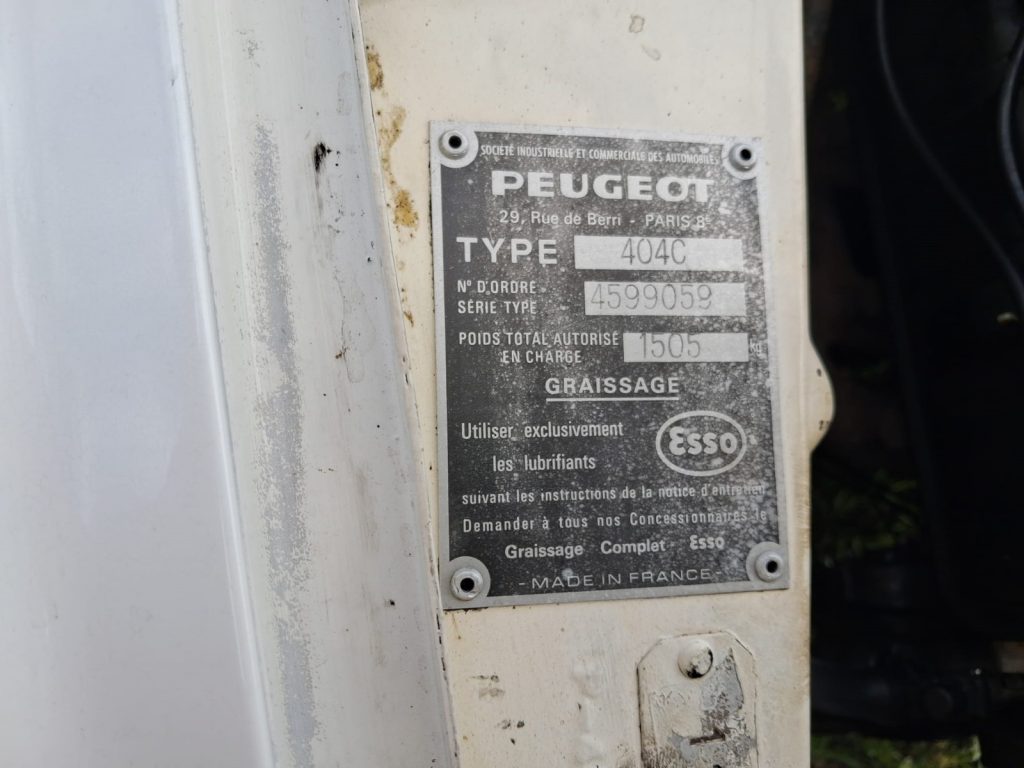 SOCIÉTÉ INDUSTRIELLE ET COMMERCIALE DES AUTOMOBILES
PEUGEOT
29, Rue de Berri - PARIS 8e
TYPE 404C
N° D'ORDRE
SÉRIE TYPE 4599059
POIDS TOTAL AUTORISÉ
EN CHARGE 1505 Kg
GRAISSAGE
Utiliser exclusivement
les lubrifiants Esso
suivant les instructions de la notice d'entretien
Demander à tous nos Concessionnaires le
Graissage Complet Esso
- MADE IN FRANCE -